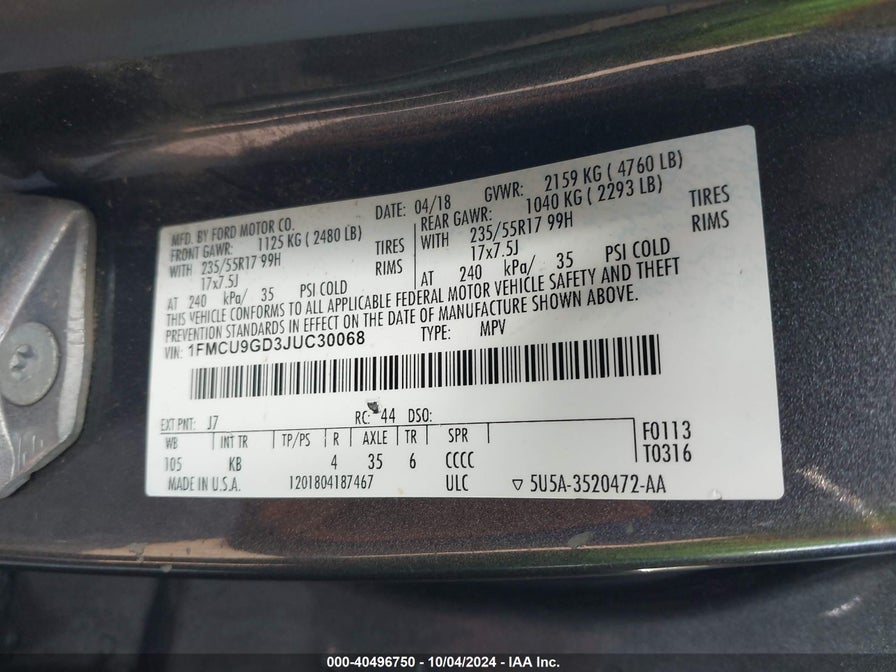 MFD. BY FORD MOTOR CO. DATE: 04/18 GVWR: 2159 KG ( 4760 LB)
FRONT GAWR: 1125 KG ( 2480 LB) REAR GAWR: 1040 KG ( 2293 LB)
WITH 235/55R17 99H TIRES WITH 235/55R17 99H TIRES
17x7.5J RIMS 17x7.5J RIMS
AT 240 kPa/ 35 PSI COLD AT 240 kPa/ 35 PSI COLD
THIS VEHICLE CONFORMS TO ALL APPLICABLE FEDERAL MOTOR VEHICLE SAFETY AND THEFT
PREVENTION STANDARDS IN EFFECT ON THE DATE OF MANUFACTURE SHOWN ABOVE.
VIN: 1FMCU9GD3JUC30068 TYPE: MPV
EXT PNT: J7 RC: 44 DSO:
WB INT TR TP/PS R AXLE TR SPR F0113
105 KB 4 35 6 CCCC T0316
MADE IN U.S.A. 1201804187467 ULC ▽ 5U5A-3520472-AA
000-40496750 - 10/04/2024 - IAA Inc.